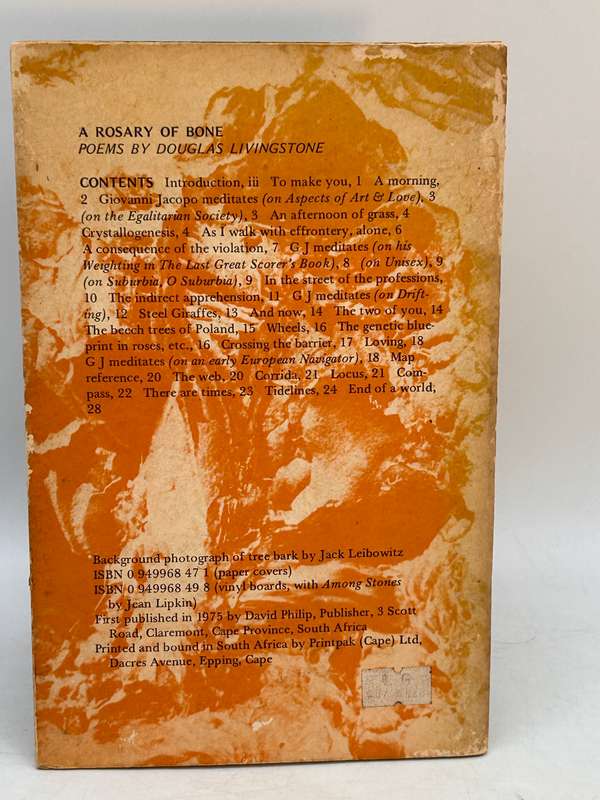 A ROSARY OF BONE
POEMS BY DOUGLAS LIVINGSTONE
CONTENTS Introduction, iii To make you, 1 A morning,
2 Giovanni Jacopo meditates (on Aspects of Art & Love), 3
(on the Egalitarian Society), 3 An afternoon of grass, 4
Crystallogenesis, 4 As I walk with effrontery, alone, 6
A consequence of the violation, 7 G J meditates (on his
Weighting in The Last Great Scorer's Book), 8 (on Unisex), 9
(on Suburbia, O Suburbia), 9 In the street of the professions,
10 The indirect apprehension, 11 G J meditates (on Drift-
ing), 12 Steel Giraffes, 13 And now, 14 The two of you, 14
The beech trees of Poland, 15 Wheels, 16 The genetic blue-
print in roses, etc., 16 Crossing the barrier, 17 Loving, 18
G J meditates (on an early European Navigator), 18 Map
reference, 20 The web, 20 Corrida, 21 Locus, 21 Com-
pass, 22 There are times, 23 Tidelines, 24 End of a world,
28
Background photograph of tree bark by Jack Leibowitz
ISBN 0 949968 47 1 (paper covers)
ISBN 0 949968 49 8 (vinyl boards, with Among Stones
by Jean Lipkin)
First published in 1975 by David Philip, Publisher, 3 Scott
Road, Claremont, Cape Province, South Africa
Printed and bound in South Africa by Printpak (Cape) Ltd,
Dacres Avenue, Epping, Cape